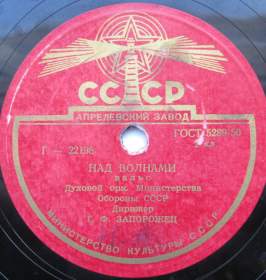 СССР
АПРЕЛЕВСКИЙ ЗАВОД
ГОСТ 5289-50
Г — 22196
НАД ВОЛНАМИ
вальс
Духовой орк. Министерства
Обороны СССР
Дирижер
Г. Ф. ЗАПОРОЖЕЦ
МИНИСТЕРСТВО КУЛЬТУРЫ СССР